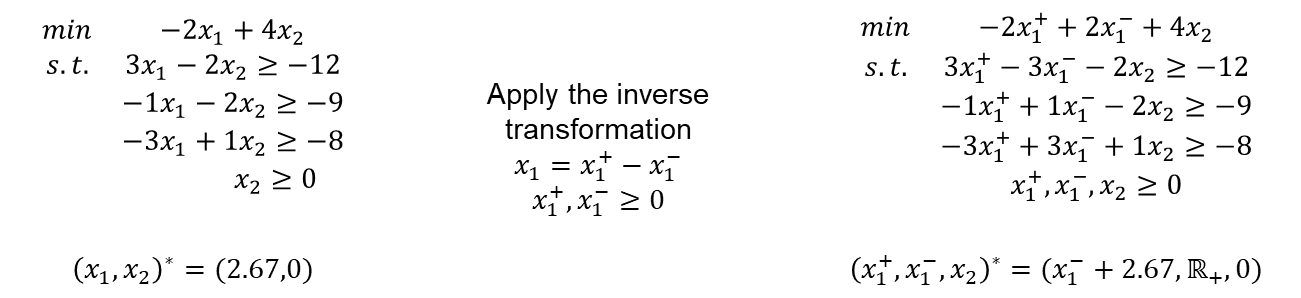 min −2x₁ + 4x₂
s.t. 3x₁ − 2x₂ ≥ −12
−1x₁ − 2x₂ ≥ −9
−3x₁ + 1x₂ ≥ −8
x₂ ≥ 0
(x₁, x₂)* = (2.67,0)
Apply the inverse
transformation
x₁ = x₁⁺ − x₁⁻
x₁⁺, x₁⁻ ≥ 0
min −2x₁⁺ + 2x₁⁻ + 4x₂
s.t. 3x₁⁺ − 3x₁⁻ − 2x₂ ≥ −12
−1x₁⁺ + 1x₁⁻ − 2x₂ ≥ −9
−3x₁⁺ + 3x₁⁻ + 1x₂ ≥ −8
x₁⁺, x₁⁻, x₂ ≥ 0
(x₁⁺, x₁⁻, x₂)* = (x₁⁻ + 2.67, ℝ₊, 0)